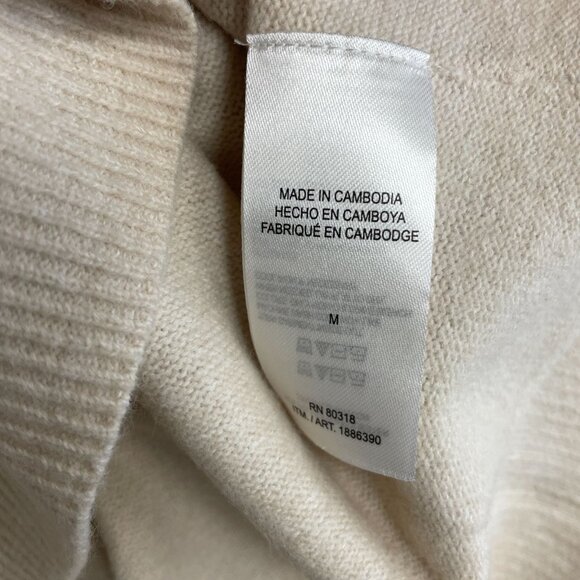 MADE IN CAMBODIA
HECHO EN CAMBOYA
FABRIQUÉ EN CAMBODGE
M
RN 80318
ITM. / ART. 1886390